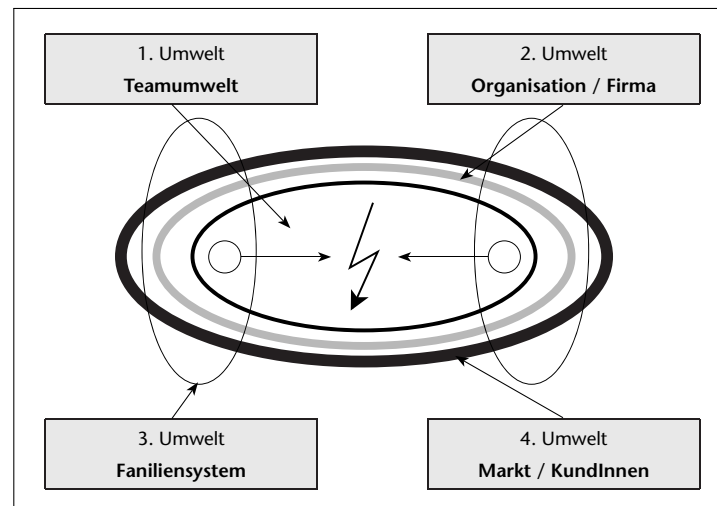 1. Umwelt
Teamumwelt
2. Umwelt
Organisation / Firma
3. Umwelt
Faniliensystem
4. Umwelt
Markt / KundInnen